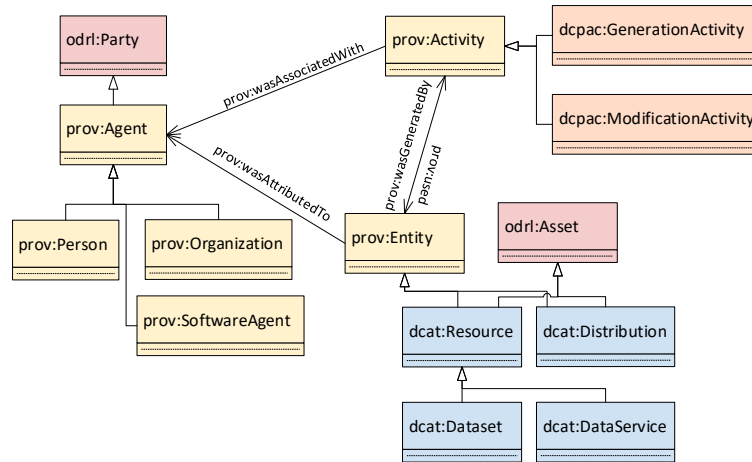 odrl:Party
prov:Activity
dcpac:GenerationActivity
prov:wasAssociatedWith
prov:Agent
dcpac:ModificationActivity
prov:wasGeneratedBy
prov:used
prov:wasAttributedTo
prov:Person
prov:Organization
prov:Entity
odrl:Asset
prov:SoftwareAgent
dcat:Resource
dcat:Distribution
dcat:Dataset
dcat:DataService